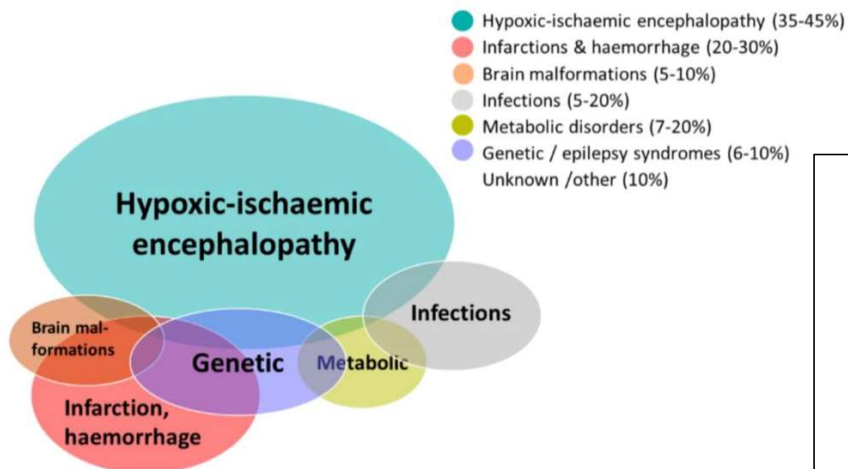 Hypoxic-ischaemic encephalopathy (35-45%)
Infarctions & haemorrhage (20-30%)
Brain malformations (5-10%)
Infections (5-20%)
Metabolic disorders (7-20%)
Genetic / epilepsy syndromes (6-10%)
Unknown /other (10%)
Hypoxic-ischaemic
encephalopathy
Infections
Brain mal-
formations
Genetic
Metabolic
Infarction,
haemorrhage